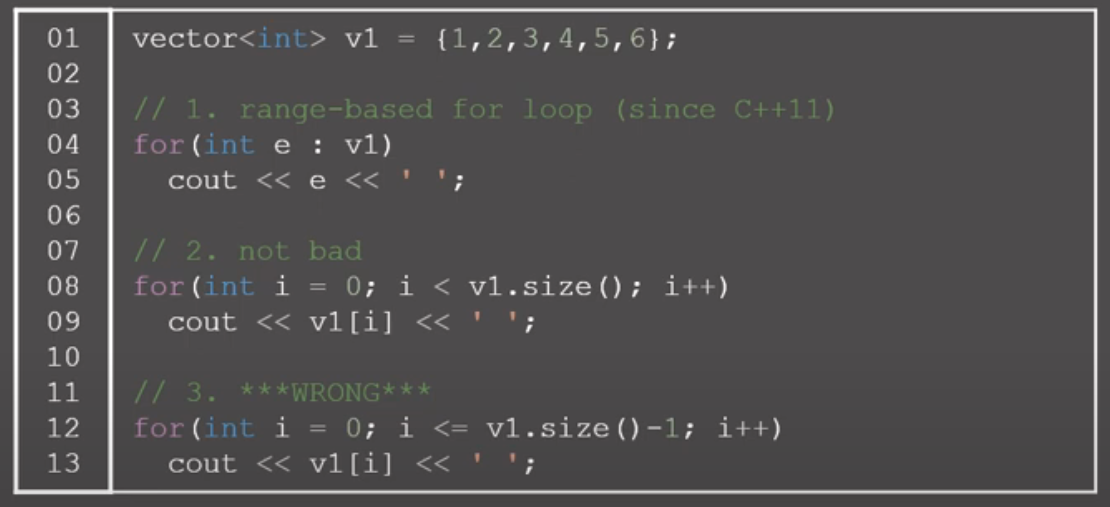 01 vector<int> v1 = {1,2,3,4,5,6};
02
03 // 1. range-based for loop (since C++11)
04 for(int e : v1)
05   cout << e << ' ';
06
07 // 2. not bad
08 for(int i = 0; i < v1.size(); i++)
09   cout << v1[i] << ' ';
10
11 // 3. ***WRONG***
12 for(int i = 0; i <= v1.size()-1; i++)
13   cout << v1[i] << ' ';